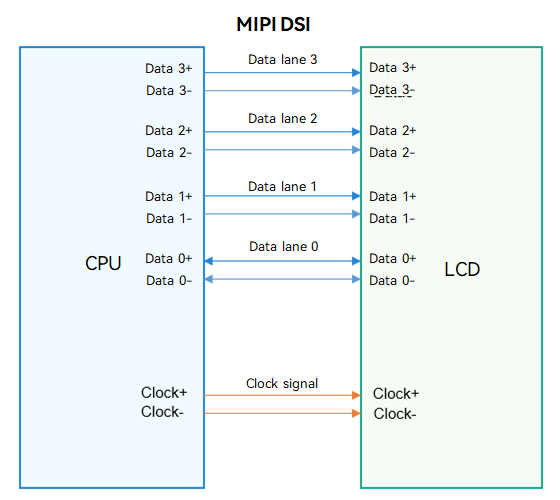 MIPI DSI
Data 3+ Data lane 3 Data 3+
Data 3- Data 3-
Data 2+ Data lane 2 Data 2+
Data 2- Data 2-
Data 1+ Data lane 1 Data 1+
Data 1- Data 1-
CPU Data 0+ Data lane 0 Data 0+ LCD
Data 0- Data 0-
Clock+ Clock signal Clock+
Clock- Clock-